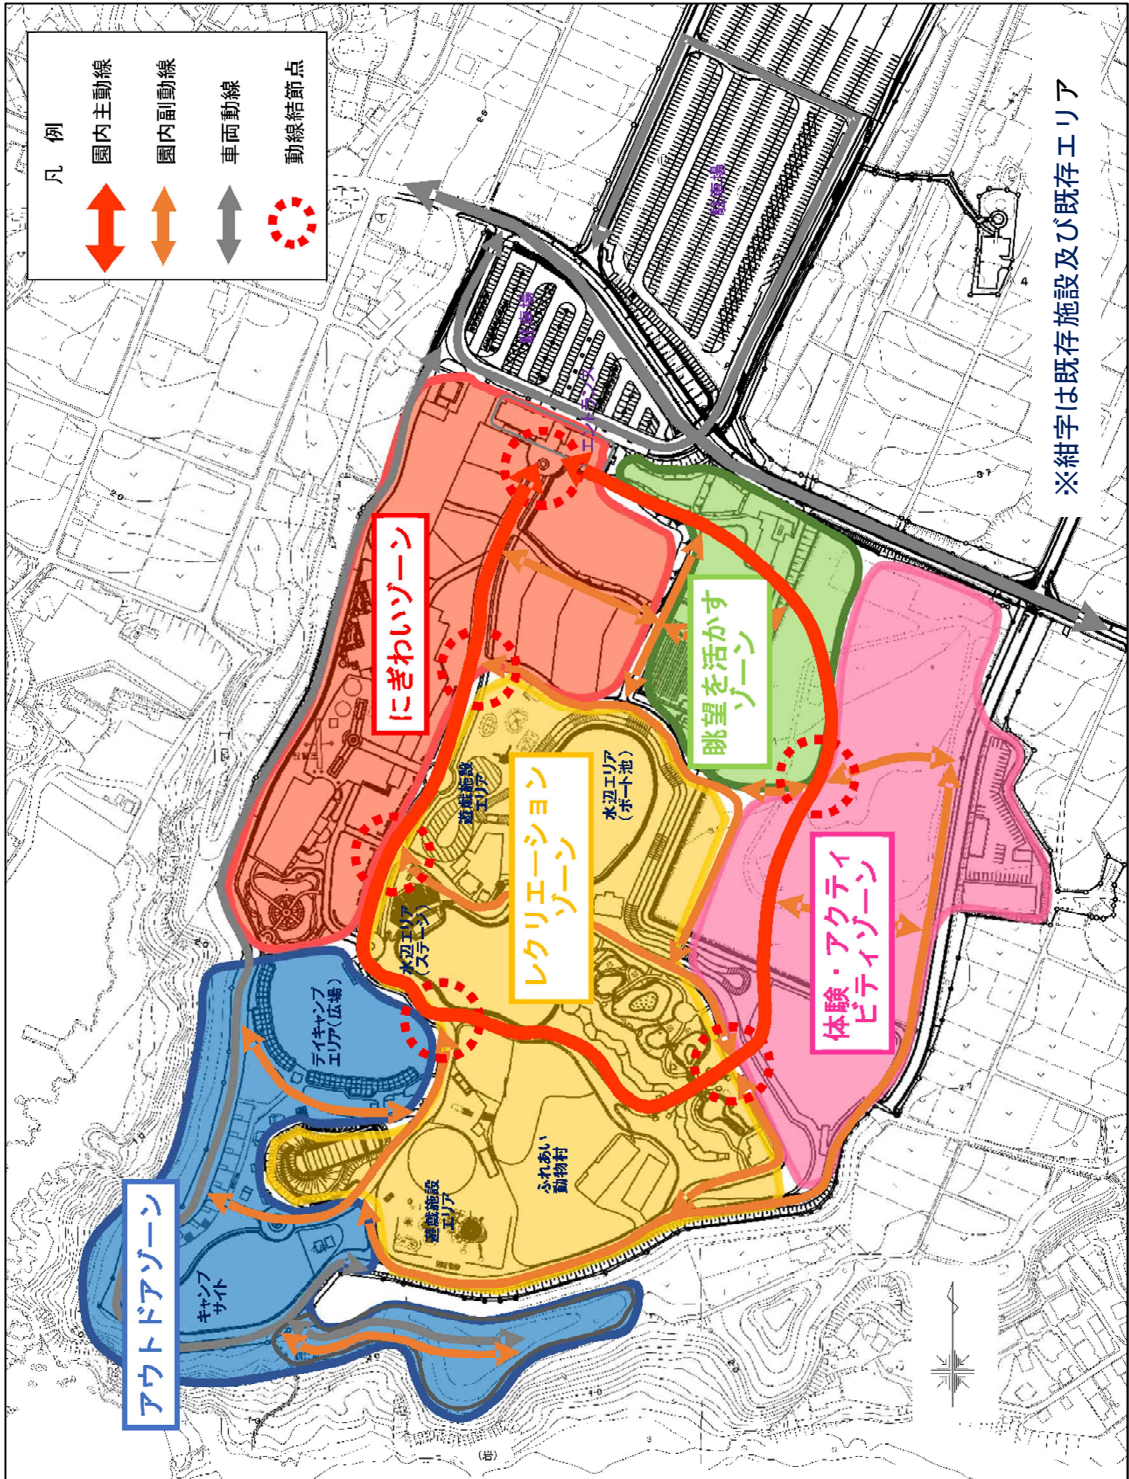 凡 例
園内主動線
園内副動線
車両動線
動線結節点
アウトドアゾーン
キャンプ
サイト
デイキャンプ
エリア(広場)
にぎわいゾーン
遊戯施設
エリア
水辺エリア
(ステージ)
遊戯施設
エリア
ふれあい
動物村
レクリエーション
ゾーン
水辺エリア
(ボート池)
眺望を活かす
ゾーン
体験・アクティ
ビティゾーン
駐車場
駐車場
エントランス
※紺字は既存施設及び既存エリア